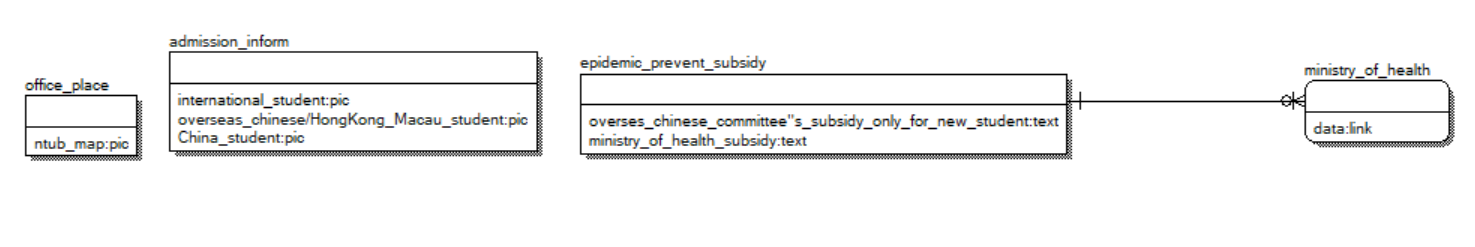 office_place
ntub_map:pic
admission_inform
international_student:pic
overseas_chinese/HongKong_Macau_student:pic
China_student:pic
epidemic_prevent_subsidy
overses_chinese_committee"s_subsidy_only_for_new_student:text
ministry_of_health_subsidy:text
ministry_of_health
data:link